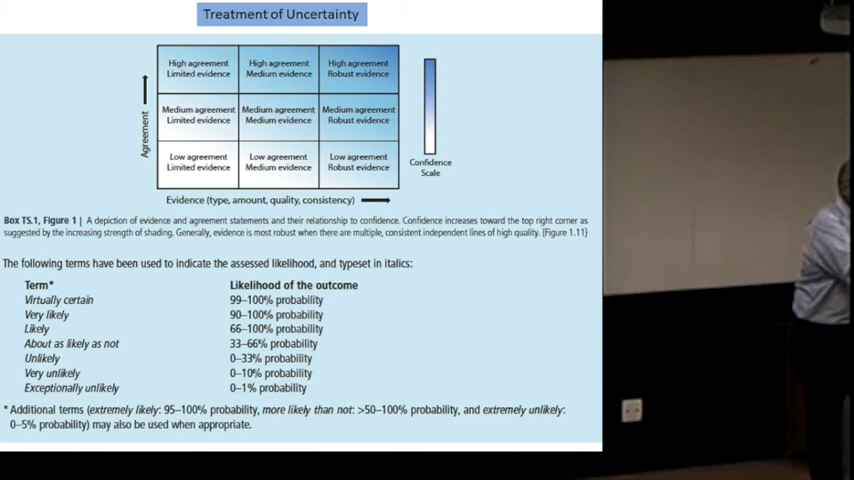 Treatment of Uncertainty
High agreement High agreement High agreement
Limited evidence Medium evidence Robust evidence
Medium agreement Medium agreement Medium agreement
Limited evidence Medium evidence Robust evidence
Low agreement Low agreement Low agreement
Limited evidence Medium evidence Robust evidence
Agreement
Confidence
Scale
Evidence (type, amount, quality, consistency)
Box TS.1, Figure 1 | A depiction of evidence and agreement statements and their relationship to confidence. Confidence increases toward the top right corner as
suggested by the increasing strength of shading. Generally, evidence is most robust when there are multiple, consistent independent lines of high quality. {Figure 1.11}
The following terms have been used to indicate the assessed likelihood, and typeset in italics:
Term* Likelihood of the outcome
Virtually certain 99–100% probability
Very likely 90–100% probability
Likely 66–100% probability
About as likely as not 33–66% probability
Unlikely 0–33% probability
Very unlikely 0–10% probability
Exceptionally unlikely 0–1% probability
* Additional terms (extremely likely: 95–100% probability, more likely than not: >50–100% probability, and extremely unlikely:
0–5% probability) may also be used when appropriate.